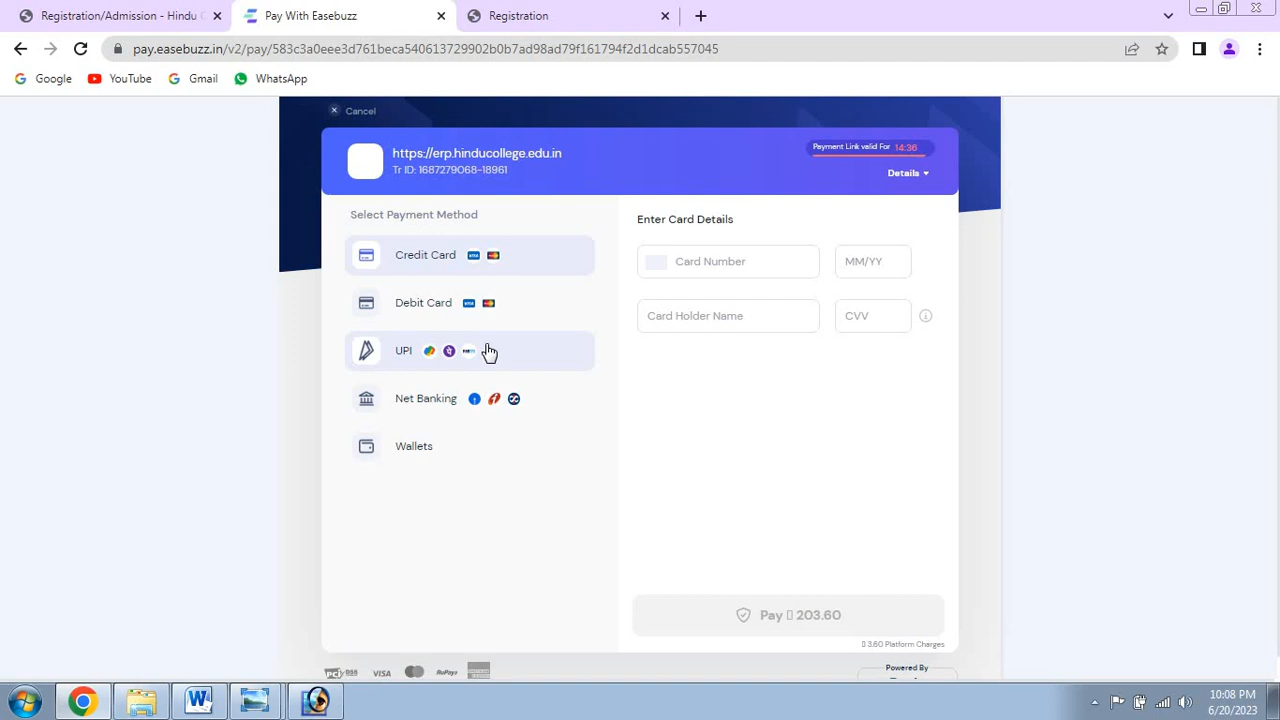 Registration/Admission - Hindu C
Pay With Easebuzz
Registration
pay.easebuzz.in/v2/pay/583c3a0eee3d761beca540613729902b0b7ad98ad79f161794f2d1dcab557045
Google
YouTube
Gmail
WhatsApp
Cancel
https://erp.hinducollege.edu.in
Tr ID: 1687279068-18961
Payment Link valid For 14:36
Details
Select Payment Method
Credit Card
Debit Card
UPI
Net Banking
Wallets
Enter Card Details
Card Number
MM/YY
Card Holder Name
CVV
Pay 203.60
3.60 Platform Charges
VISA
RuPay
Powered By
10:08 PM
6/20/2023